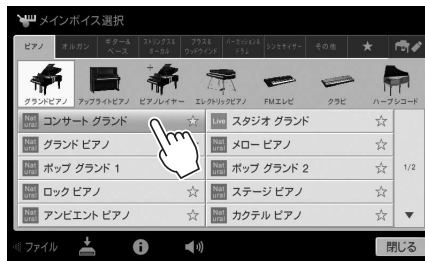 メインボイス選択
ピアノ オルガン ギター& ベース ストリングス& ボーカル ブラス& ウッドウインド パーカッション& ドラム シンセサイザー その他
グランドピアノ アップライトピアノ ピアノレイヤー エレクトリックピアノ FMエレピ クラビ ハープシコード
Natural コンサート グランド Live スタジオ グランド
Natural グランド ピアノ Natural メロー ピアノ
Natural ポップ グランド 1 Natural ポップ グランド 2 1/2
Natural ロック ピアノ Natural ステージ ピアノ
Natural アンビエント ピアノ Natural カクテル ピアノ
ファイル 閉じる